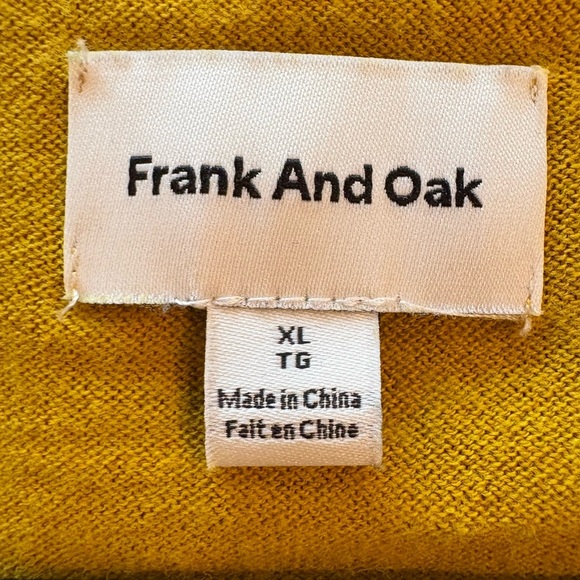 Frank And Oak
XL
TG
Made in China
Fait en Chine